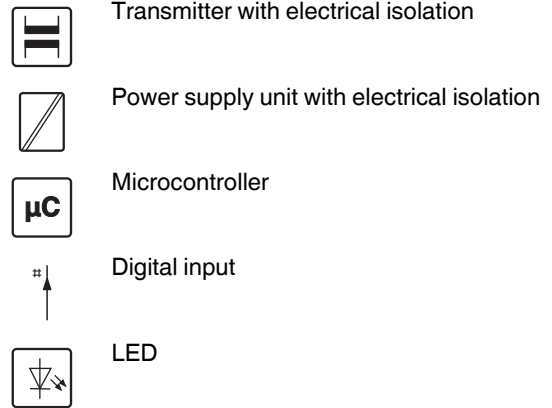 Transmitter with electrical isolation
Power supply unit with electrical isolation
µC
Microcontroller
#
Digital input
LED